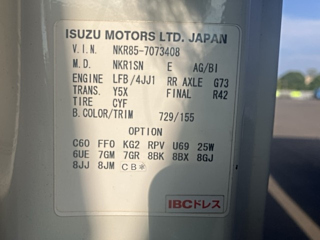 ISUZU MOTORS LTD. JAPAN
V.I.N. NKR85-7073408
M.D. NKR1SN E AG/BI
ENGINE LFB/4JJ1 RR AXLE G73
TRANS. Y5X FINAL R42
TIRE CYF
B.COLOR/TRIM 729/155
OPTION
C60 FF0 KG2 RPV U69 25W
6UE 7GM 7GR 8BK 8BX 8GJ
8JJ 8JM CB
IBCドレス